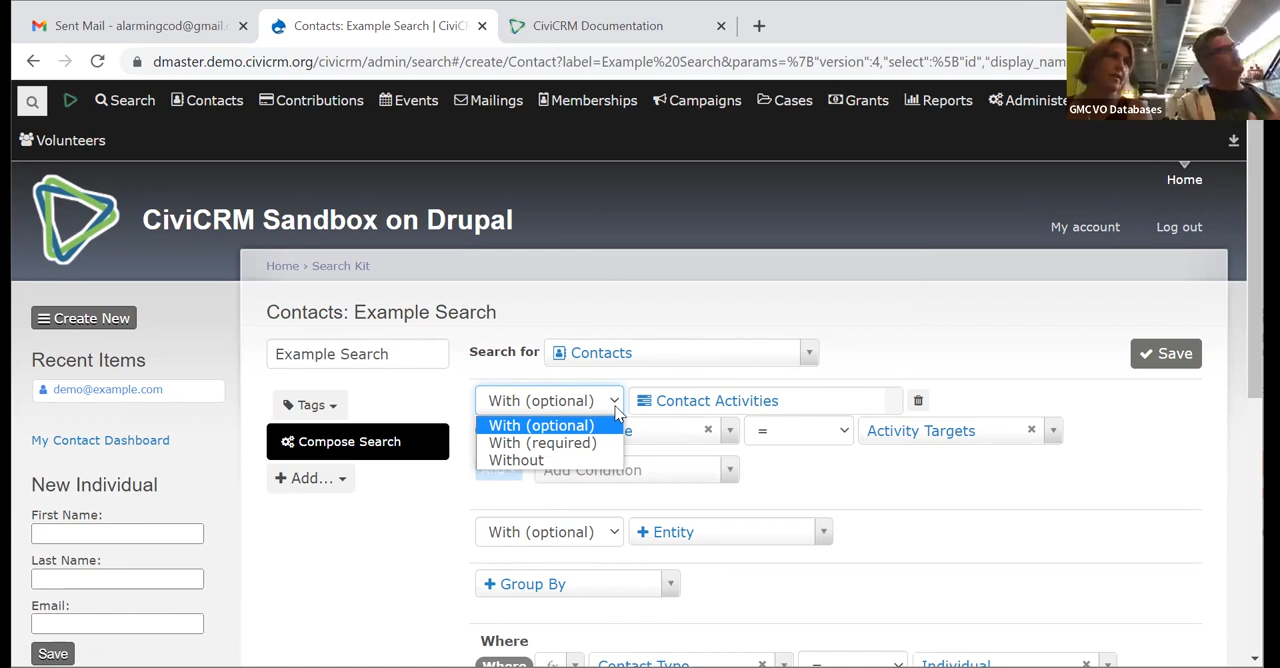 Sent Mail - alarmingcod@gmail.c
Contacts: Example Search | CiviC
CiviCRM Documentation
dmaster.demo.civicrm.org/civicrm/admin/search#/create/Contact?label=Example%20Search&params=%7B"version":4,"select":%5B"id","display_nam
Search Contacts Contributions Events Mailings Memberships Campaigns Cases Grants Reports Administe
GMCVO Databases
Volunteers
Home
CiviCRM Sandbox on Drupal
My account Log out
Home › Search Kit
Create New
Contacts: Example Search
Recent Items
demo@example.com
My Contact Dashboard
New Individual
First Name:
Last Name:
Email:
Save
Example Search
Tags
Compose Search
Add...
Search for Contacts
Save
With (optional) Contact Activities
With (optional)
With (required)
Without
= Activity Targets
Add Condition
With (optional) Entity
Group By
Where
Where Contact Type = Individual